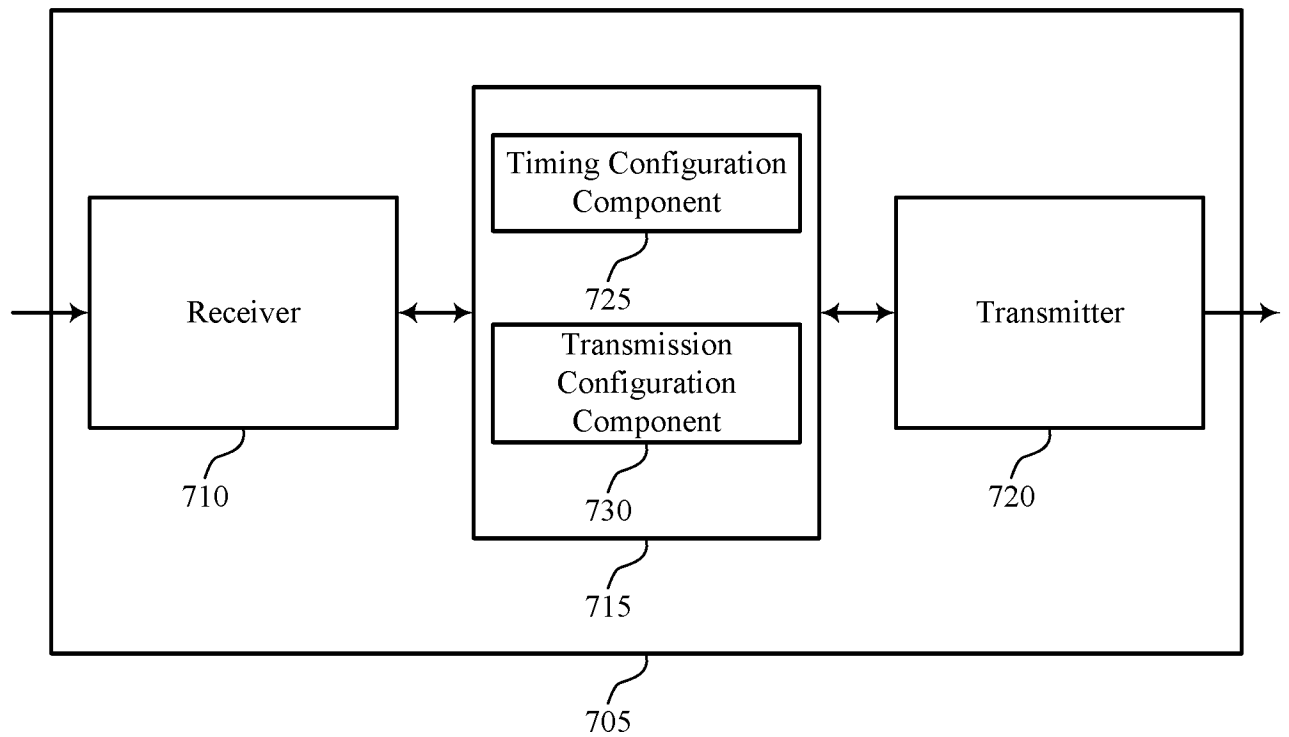 Timing Configuration
Component
725
Receiver
710
Transmission
Configuration
Component
730
715
Transmitter
720
705